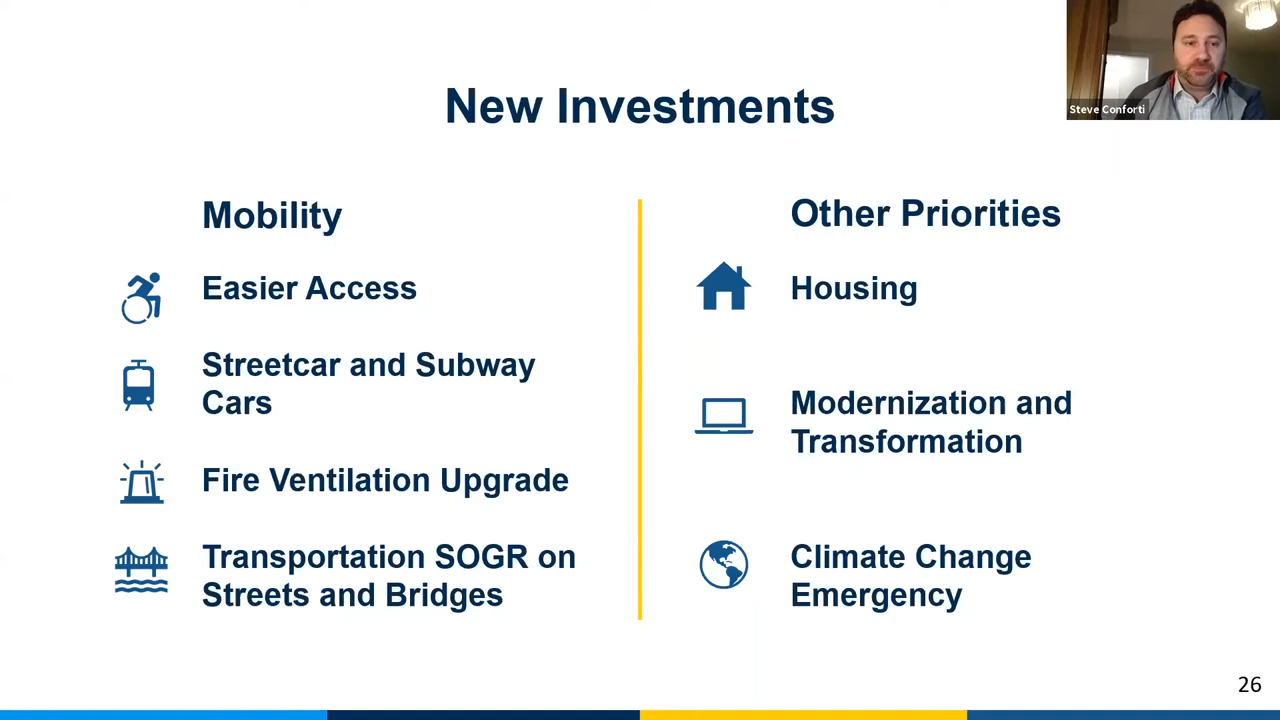 New Investments
Steve Conforti
Mobility
Easier Access
Streetcar and Subway
Cars
Fire Ventilation Upgrade
Transportation SOGR on
Streets and Bridges
Other Priorities
Housing
Modernization and
Transformation
Climate Change
Emergency
26